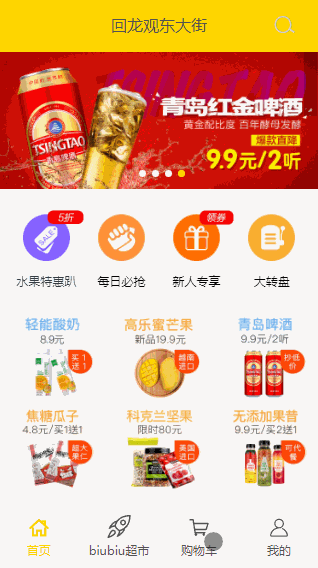 回龙观东大街
TSINGTAO
TSINGTAO
青岛红金啤酒
黄金配比度 百年酵母发酵
爆款直降
9.9元/2听
5折
领券
SALE
水果特惠趴
每日必抢
新人专享
大转盘
轻能酸奶
高乐蜜芒果
青岛啤酒
8.9元
新品19.9元
9.9元/2听
买1
送1
越南
进口
抄低
价
焦糖瓜子
科克兰坚果
无添加果昔
4.8元/买1送1
限时80元
9.9元/买2送1
超大
果仁
美国
进口
可代
餐
首页
biubiu超市
购物车
我的